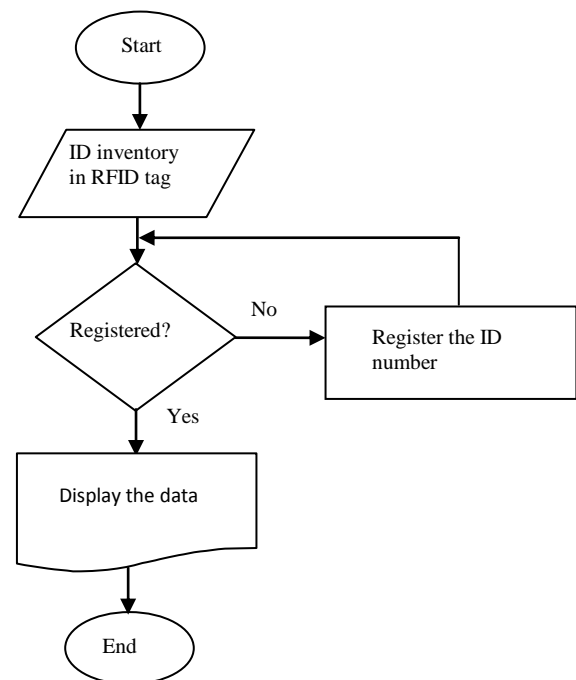 Start
ID inventory
in RFID tag
Registered?
No
Register the ID
number
Yes
Display the data
End